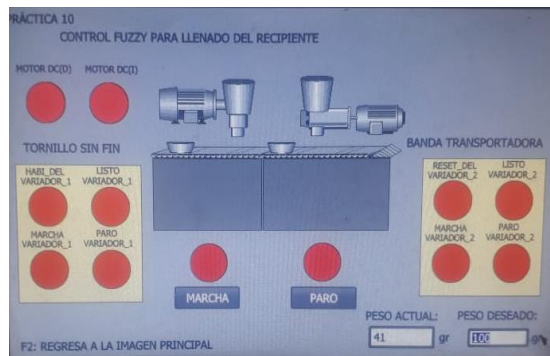 PRÀCTICA 10
CONTROL FUZZY PARA LLENADO DEL RECIPIENTE
MOTOR DC(D) MOTOR DC(I)
TORNILLO SIN FIN
BANDA TRANSPORTADORA
HABI_DEL VARIADOR_1
LISTO VARIADOR_1
RESET_DEL VARIADOR_2
LISTO VARIADOR_2
MARCHA VARIADOR_1
PARO VARIADOR_1
MARCHA VARIADOR_2
PARO VARIADOR_2
MARCHA
PARO
PESO ACTUAL: PESO DESEADO:
41 gr 100 gr
F2: REGRESA A LA IMAGEN PRINCIPAL